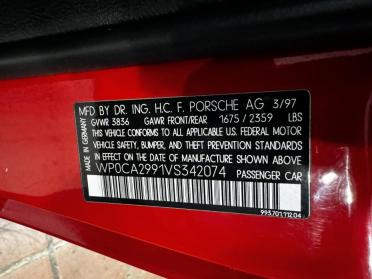 MFD BY DR. ING. H.C. F. PORSCHE AG 3/97
GVWR 3836 GAWR FRONT/REAR 1675 / 2359 LBS
THIS VEHICLE CONFORMS TO ALL APPLICABLE U.S. FEDERAL MOTOR
VEHICLE SAFETY, BUMPER, AND THEFT PREVENTION STANDARDS
IN EFFECT ON THE DATE OF MANUFACTURE SHOWN ABOVE
WP0CA2991VS342074 PASSENGER CAR
993.701.112.04
MADE IN GERMANY